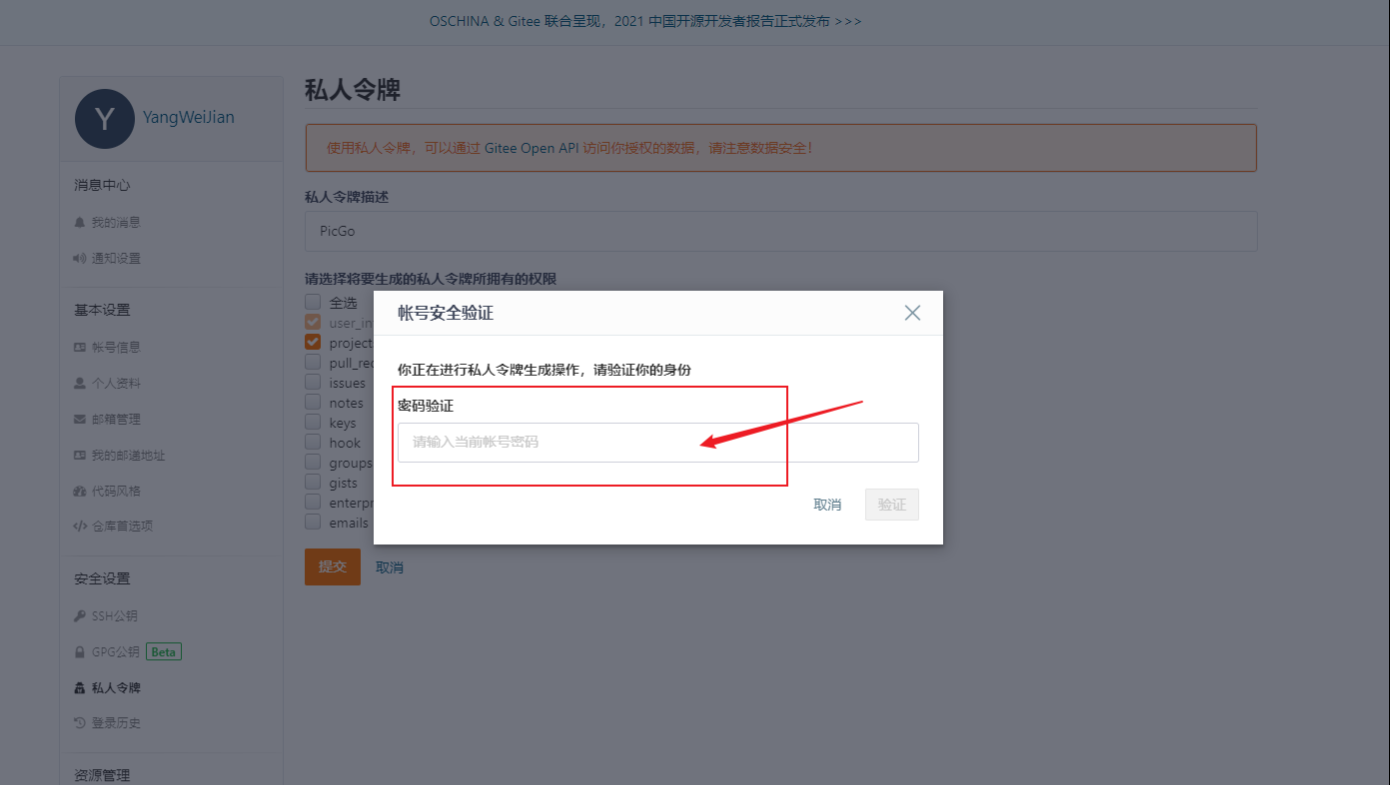 OSCHINA & Gitee 联合呈现，2021 中国开源开发者报告正式发布 >>>
Y
YangWeiJian
消息中心
我的消息
通知设置
基本设置
帐号信息
个人资料
邮箱管理
我的邮递地址
代码风格
仓库首选项
安全设置
SSH公钥
GPG公钥 Beta
私人令牌
登录历史
资源管理
私人令牌
使用私人令牌，可以通过 Gitee Open API 访问你授权的数据，请注意数据安全！
私人令牌描述
PicGo
请选择将要生成的私人令牌所拥有的权限
全选
user_in
project
pull_rec
issues
notes
keys
hook
groups
gists
enterpr
emails
提交 取消
帐号安全验证
你正在进行私人令牌生成操作，请验证你的身份
密码验证
请输入当前帐号密码
取消 验证